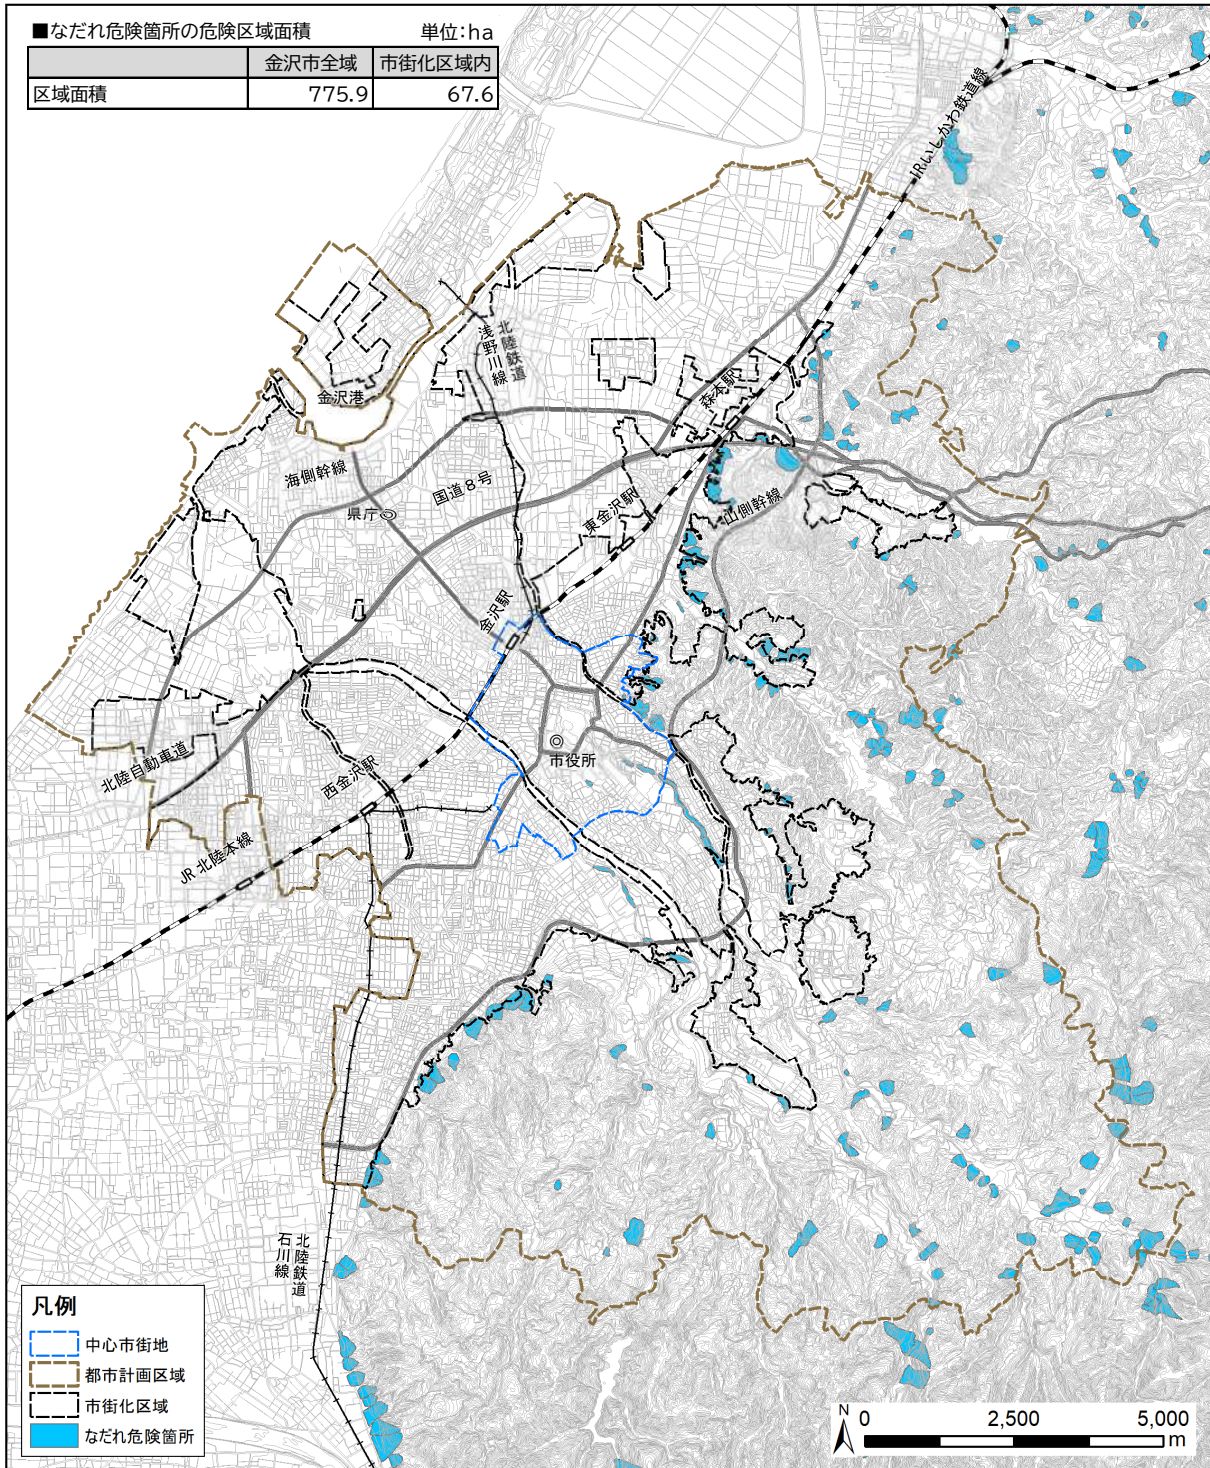 ■なだれ危険箇所の危険区域面積 単位:ha
金沢市全域 市街化区域内
区域面積 775.9 67.6
IRいしかわ鉄道線
北陸鉄道
浅野川線
金沢港
森本駅
海側幹線
国道8号
県庁
東金沢駅
山側幹線
金沢駅
市役所
北陸自動車道
西金沢駅
JR北陸本線
北陸鉄道
石川線
凡例
中心市街地
都市計画区域
市街化区域
なだれ危険箇所
N
0 2,500 5,000
m